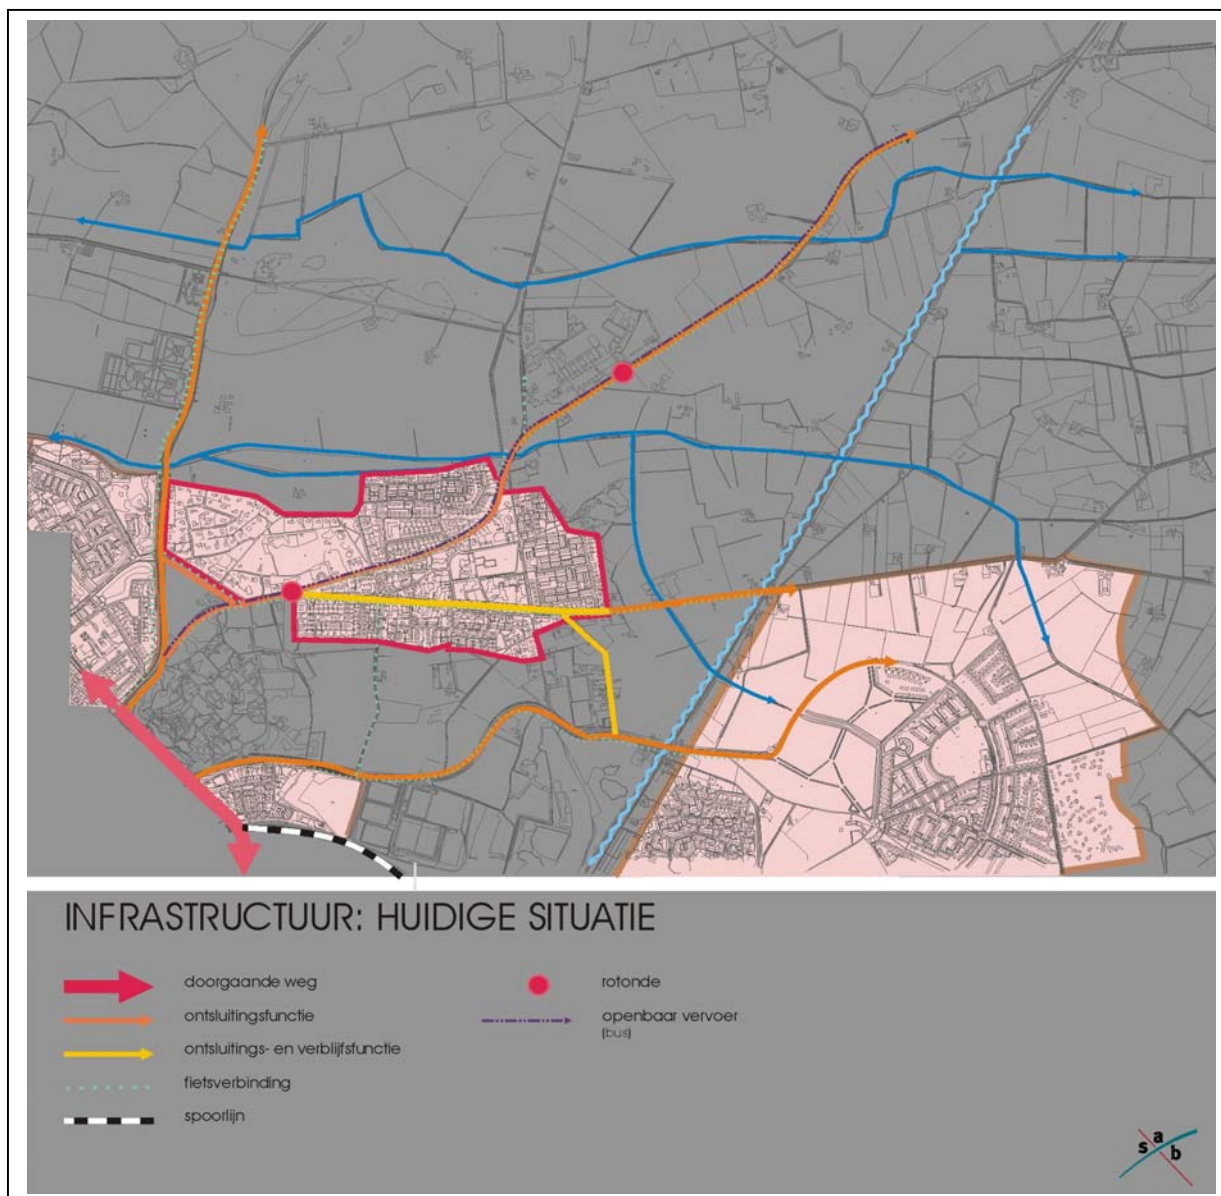 INFRASTRUCTUUR: HUIDIGE SITUATIE
doorgaande weg
ontsluitingsfunctie
ontsluitings- en verblijfsfunctie
fietsverbinding
spoorlijn
rotonde
openbaar vervoer
(bus)
s a b